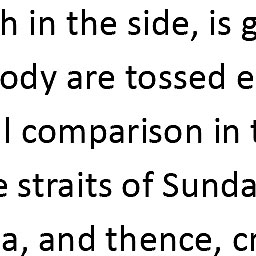 h in the side, is g
ody are tossed e
l comparison in t
e straits of Sunda
a, and thence, cr